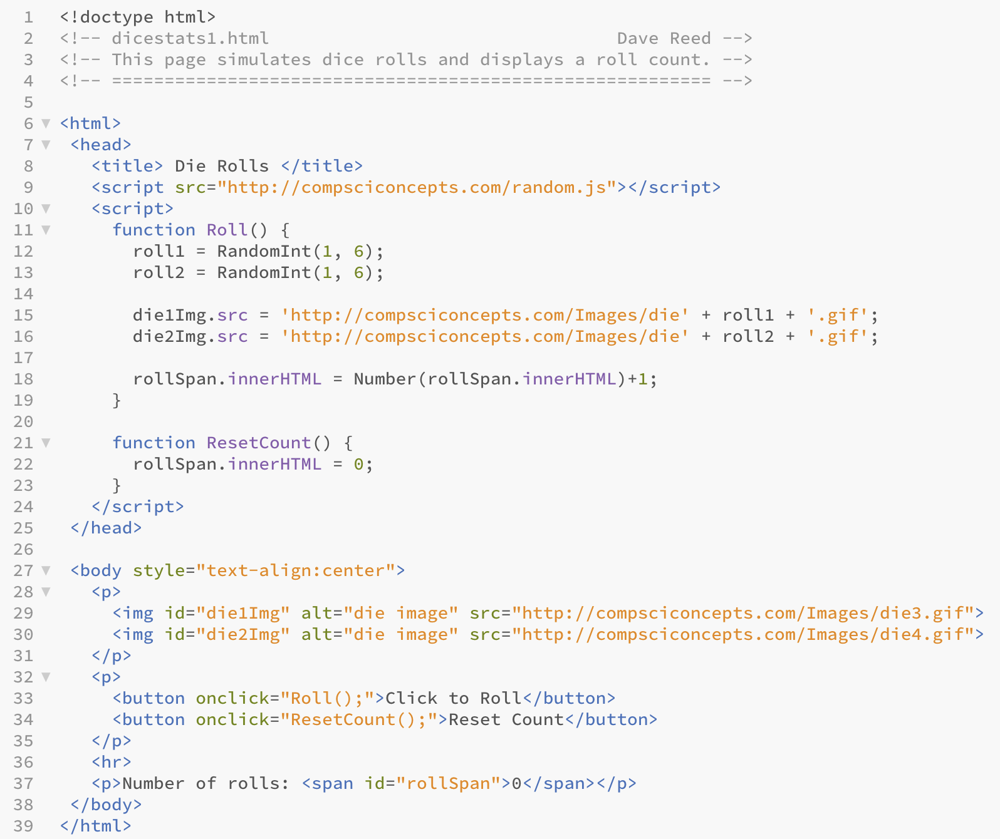 1 <!doctype html>
2 <!-- dicestats1.html                                 Dave Reed -->
3 <!-- This page simulates dice rolls and displays a roll count. -->
4 <!-- ========================================================= -->
5
6 ▼ <html>
7 ▼  <head>
8      <title> Die Rolls </title>
9      <script src="http://compsciconcepts.com/random.js"></script>
10 ▼    <script>
11 ▼      function Roll() {
12          roll1 = RandomInt(1, 6);
13          roll2 = RandomInt(1, 6);
14
15          die1Img.src = 'http://compsciconcepts.com/Images/die' + roll1 + '.gif';
16          die2Img.src = 'http://compsciconcepts.com/Images/die' + roll2 + '.gif';
17
18          rollSpan.innerHTML = Number(rollSpan.innerHTML)+1;
19        }
20
21 ▼      function ResetCount() {
22          rollSpan.innerHTML = 0;
23        }
24      </script>
25    </head>
26
27 ▼  <body style="text-align:center">
28 ▼    <p>
29        <img id="die1Img" alt="die image" src="http://compsciconcepts.com/Images/die3.gif">
30        <img id="die2Img" alt="die image" src="http://compsciconcepts.com/Images/die4.gif">
31      </p>
32 ▼    <p>
33        <button onclick="Roll();">Click to Roll</button>
34        <button onclick="ResetCount();">Reset Count</button>
35      </p>
36      <hr>
37      <p>Number of rolls: <span id="rollSpan">0</span></p>
38    </body>
39   </html>